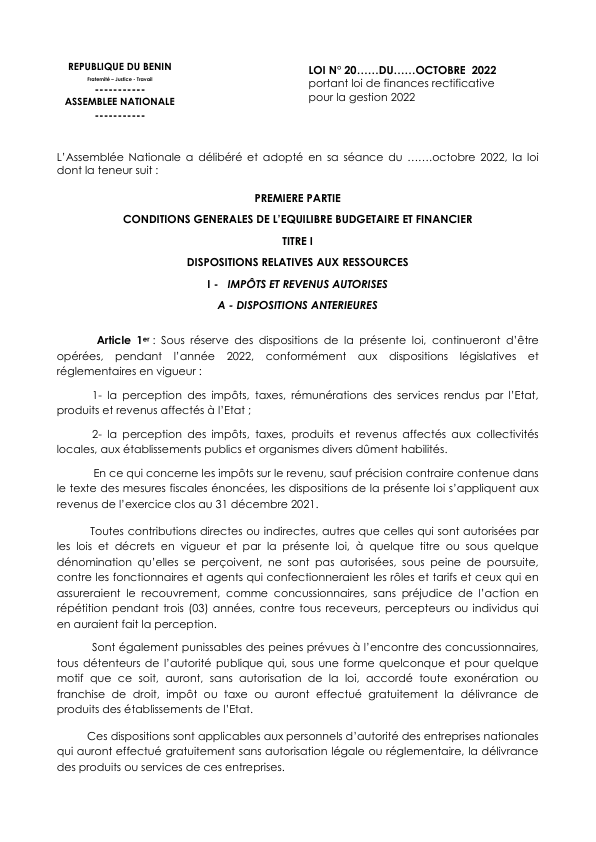 REPUBLIQUE DU BENIN
Fraternité – Justice - Travail
-----------
ASSEMBLEE NATIONALE
-----------
LOI N° 20……DU……OCTOBRE 2022
portant loi de finances rectificative
pour la gestion 2022
L'Assemblée Nationale a délibéré et adopté en sa séance du …….octobre 2022, la loi
dont la teneur suit :
PREMIERE PARTIE
CONDITIONS GENERALES DE L'EQUILIBRE BUDGETAIRE ET FINANCIER
TITRE I
DISPOSITIONS RELATIVES AUX RESSOURCES
I - IMPÔTS ET REVENUS AUTORISES
A - DISPOSITIONS ANTERIEURES
Article 1er : Sous réserve des dispositions de la présente loi, continueront d'être
opérées, pendant l'année 2022, conformément aux dispositions législatives et
réglementaires en vigueur :
1- la perception des impôts, taxes, rémunérations des services rendus par l'Etat,
produits et revenus affectés à l'Etat ;
2- la perception des impôts, taxes, produits et revenus affectés aux collectivités
locales, aux établissements publics et organismes divers dûment habilités.
En ce qui concerne les impôts sur le revenu, sauf précision contraire contenue dans
le texte des mesures fiscales énoncées, les dispositions de la présente loi s'appliquent aux
revenus de l'exercice clos au 31 décembre 2021.
Toutes contributions directes ou indirectes, autres que celles qui sont autorisées par
les lois et décrets en vigueur et par la présente loi, à quelque titre ou sous quelque
dénomination qu'elles se perçoivent, ne sont pas autorisées, sous peine de poursuite,
contre les fonctionnaires et agents qui confectionneraient les rôles et tarifs et ceux qui en
assureraient le recouvrement, comme concussionnaires, sans préjudice de l'action en
répétition pendant trois (03) années, contre tous receveurs, percepteurs ou individus qui
en auraient fait la perception.
Sont également punissables des peines prévues à l'encontre des concussionnaires,
tous détenteurs de l'autorité publique qui, sous une forme quelconque et pour quelque
motif que ce soit, auront, sans autorisation de la loi, accordé toute exonération ou
franchise de droit, impôt ou taxe ou auront effectué gratuitement la délivrance de
produits des établissements de l'Etat.
Ces dispositions sont applicables aux personnels d'autorité des entreprises nationales
qui auront effectué gratuitement sans autorisation légale ou réglementaire, la délivrance
des produits ou services de ces entreprises.